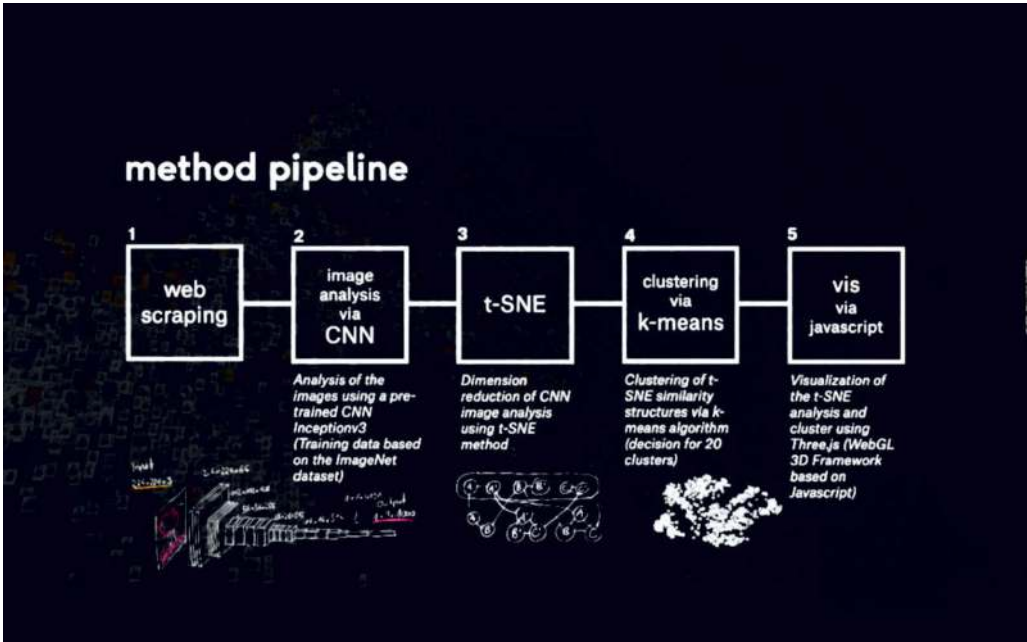 method pipeline
1
web
scraping
2
image
analysis
via
CNN
Analysis of the
images using a pre-
trained CNN
Inceptionv3
(Training data based
on the ImageNet
dataset)
3
t-SNE
Dimension
reduction of CNN
image analysis
using t-SNE
method
4
clustering
via
k-means
Clustering of t-
SNE similarity
structures via k-
means algorithm
(decision for 20
clusters)
5
vis
via
javascript
Visualization of
the t-SNE
analysis and
cluster using
Three.js (WebGL
3D Framework
based on
Javascript)
Input